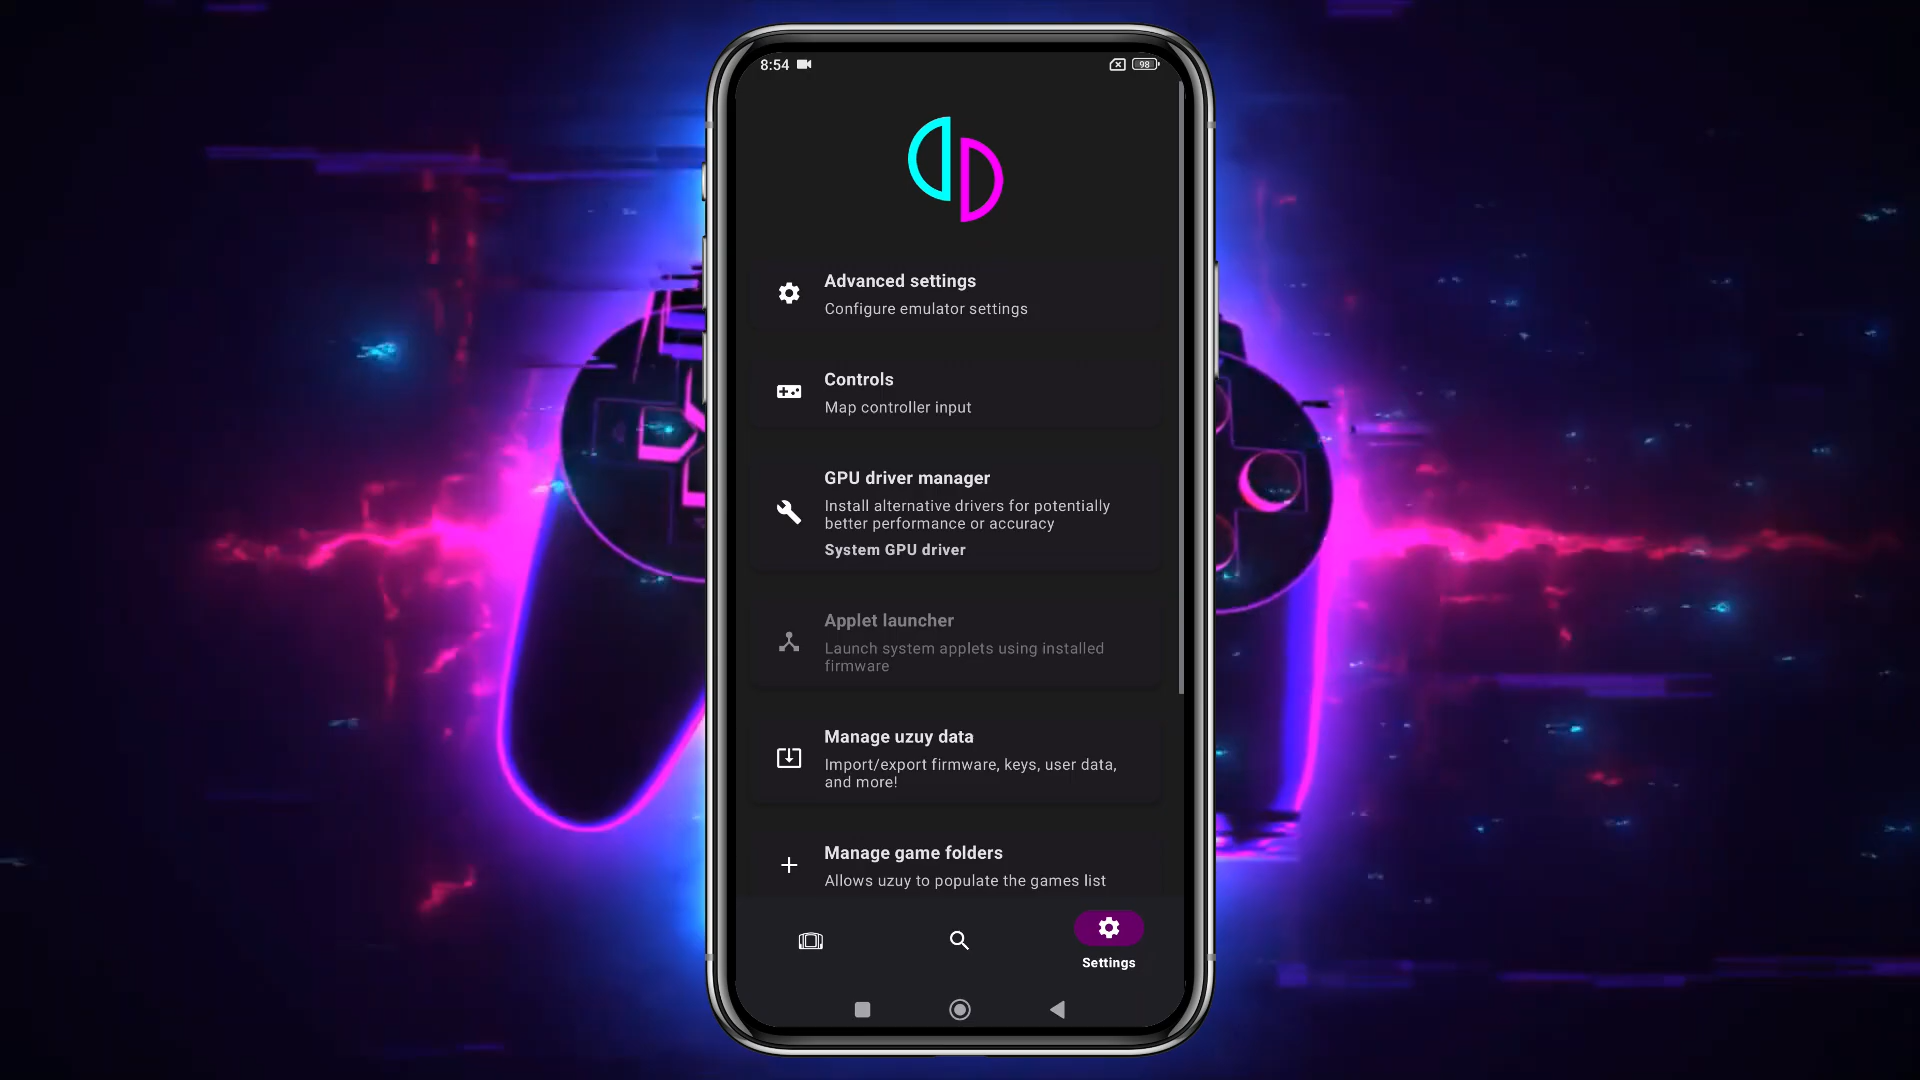 8:54
98
Advanced settings
Configure emulator settings
Controls
Map controller input
GPU driver manager
Install alternative drivers for potentially
better performance or accuracy
System GPU driver
Applet launcher
Launch system applets using installed
firmware
Manage uzuy data
Import/export firmware, keys, user data,
and more!
Manage game folders
Allows uzuy to populate the games list
Settings